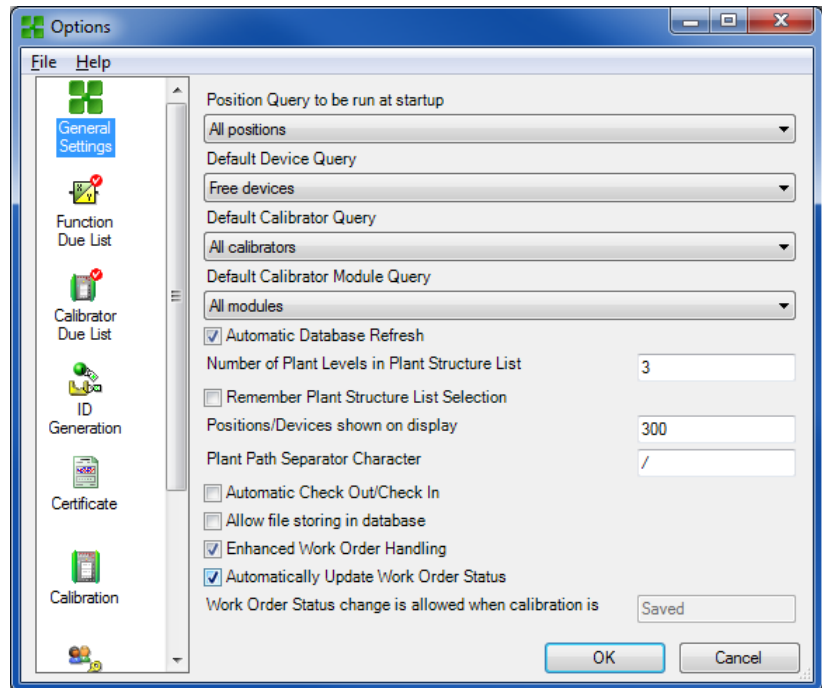 Options
File Help
General
Settings
Function
Due List
Calibrator
Due List
ID
Generation
Certificate
Calibration
Position Query to be run at startup
All positions
Default Device Query
Free devices
Default Calibrator Query
All calibrators
Default Calibrator Module Query
All modules
Automatic Database Refresh
Number of Plant Levels in Plant Structure List 3
Remember Plant Structure List Selection
Positions/Devices shown on display 300
Plant Path Separator Character /
Automatic Check Out/Check In
Allow file storing in database
Enhanced Work Order Handling
Automatically Update Work Order Status
Work Order Status change is allowed when calibration is Saved
OK Cancel